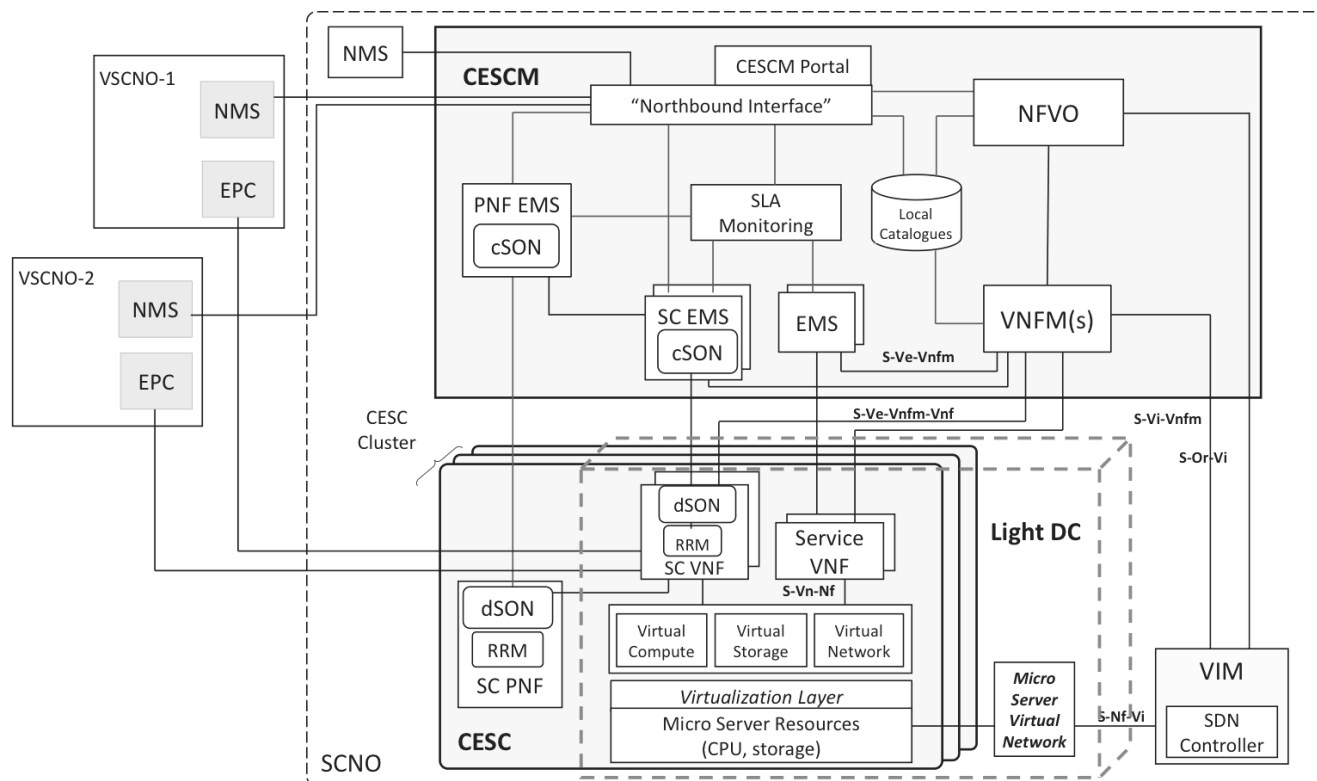 NMS
CESCM
CESCM Portal
"Northbound Interface"
NFVO
VSCNO-1
NMS
EPC
PNF EMS
cSON
SLA
Monitoring
Local
Catalogues
VSCNO-2
NMS
EPC
SC EMS
cSON
EMS
VNFM(s)
S-Ve-Vnfm
CESC
Cluster
S-Ve-Vnfm-Vnf
S-Vi-Vnfm
S-Or-Vi
dSON
RRM
SC VNF
Service
VNF
Light DC
S-Vn-Nf
dSON
RRM
SC PNF
Virtual
Compute
Virtual
Storage
Virtual
Network
Virtualization Layer
Micro Server Resources
(CPU, storage)
CESC
Micro
Server
Virtual
Network
S-Nf-Vi
VIM
SDN
Controller
SCNO